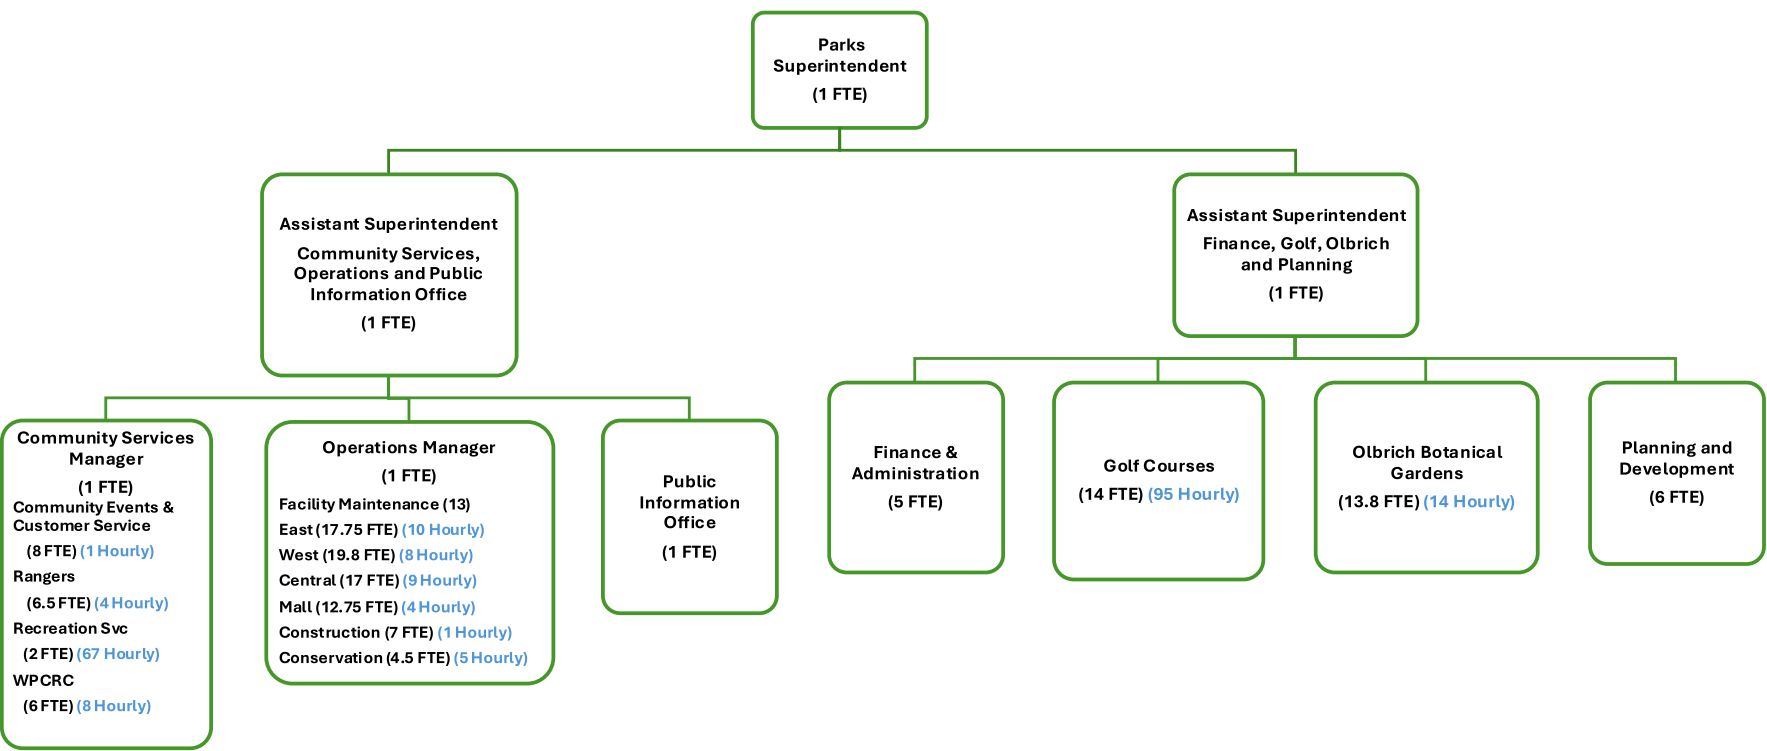 Parks
Superintendent
(1 FTE)
Assistant Superintendent
Community Services,
Operations and Public
Information Office
(1 FTE)
Assistant Superintendent
Finance, Golf, Olbrich
and Planning
(1 FTE)
Community Services
Manager
(1 FTE)
Community Events &
Customer Service
(8 FTE) (1 Hourly)
Rangers
(6.5 FTE) (4 Hourly)
Recreation Svc
(2 FTE) (67 Hourly)
WPCRC
(6 FTE) (8 Hourly)
Operations Manager
(1 FTE)
Facility Maintenance (13)
East (17.75 FTE) (10 Hourly)
West (19.8 FTE) (8 Hourly)
Central (17 FTE) (9 Hourly)
Mall (12.75 FTE) (4 Hourly)
Construction (7 FTE) (1 Hourly)
Conservation (4.5 FTE) (5 Hourly)
Public
Information
Office
(1 FTE)
Finance &
Administration
(5 FTE)
Golf Courses
(14 FTE) (95 Hourly)
Olbrich Botanical
Gardens
(13.8 FTE) (14 Hourly)
Planning and
Development
(6 FTE)